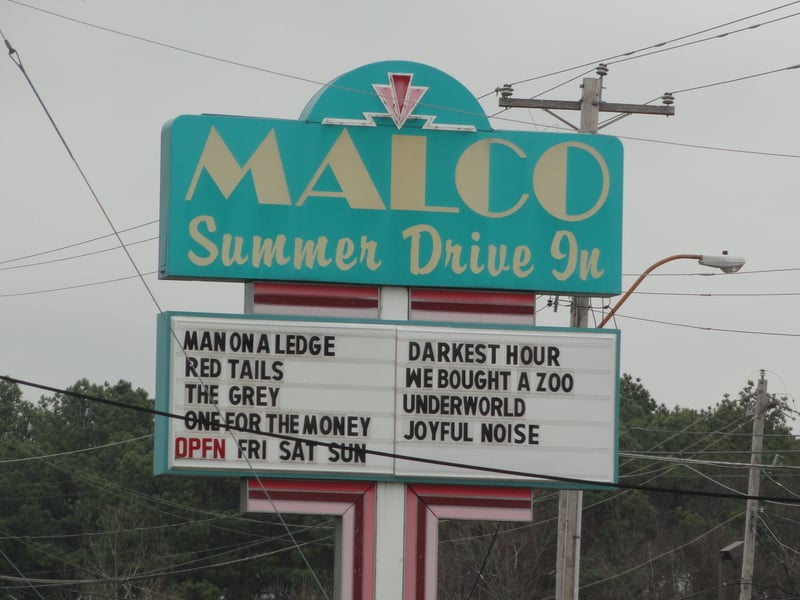 MALCO
Summer Drive In
MAN ON A LEDGE
RED TAILS
THE GREY
ONE FOR THE MONEY
OPFN FRI SAT SUN
DARKEST HOUR
WE BOUGHT A ZOO
UNDERWORLD
JOYFUL NOISE